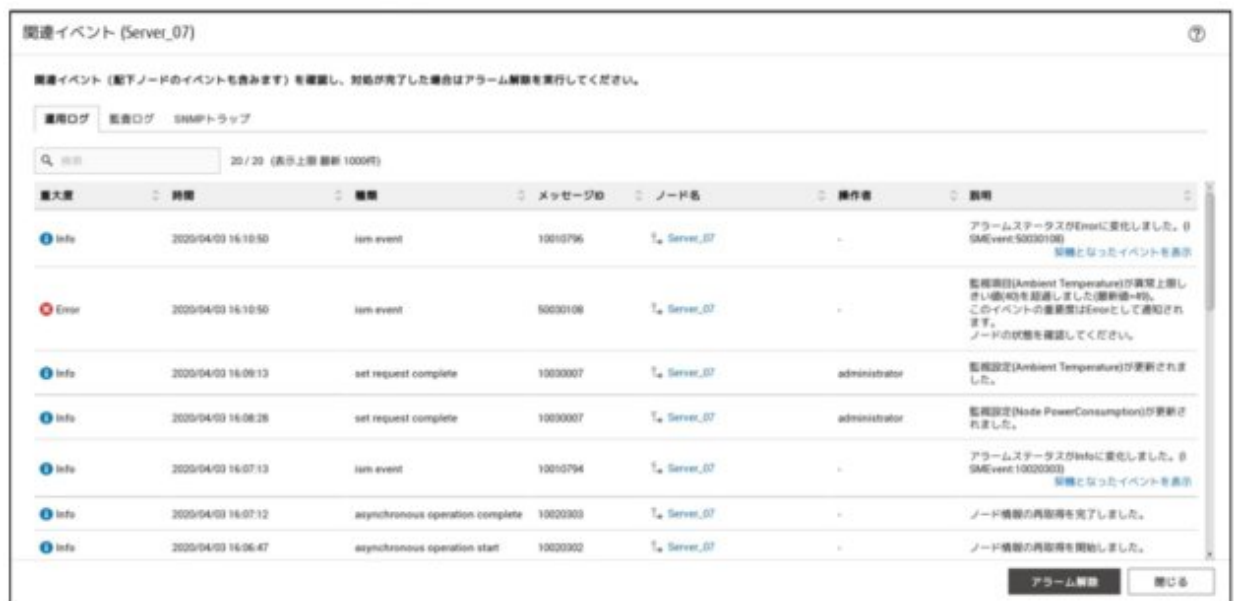 関連イベント (Server_07)
関連イベント（配下ノードのイベントも含みます）を確認し、対処が完了した場合はアラーム解除を実行してください。
運用ログ 監査ログ SNMPトラップ
検索 20 / 20 (表示上限 最新 1000件)
重大度 時間 種類 メッセージID ノード名 操作者 説明
Info 2020/04/03 16:10:50 ism event 10010796 Server_07 - アラームステータスがErrorに変化しました。(I
SMEvent:50030108)
契機となったイベントを表示
Error 2020/04/03 16:10:50 ism event 50030108 Server_07 - 監視項目(Ambient Temperature)が異常上限し
きい値(40)を超過しました(最新値=49)。
このイベントの重要度はErrorとして通知され
ます。
ノードの状態を確認してください。
Info 2020/04/03 16:09:13 set request complete 10030007 Server_07 administrator 監視設定(Ambient Temperature)が更新されま
した。
Info 2020/04/03 16:08:28 set request complete 10030007 Server_07 administrator 監視設定(Node PowerConsumption)が更新さ
れました。
Info 2020/04/03 16:07:13 ism event 10010794 Server_07 - アラームステータスがInfoに変化しました。(I
SMEvent:10020303)
契機となったイベントを表示
Info 2020/04/03 16:07:12 asynchronous operation complete 10020303 Server_07 - ノード情報の再取得を完了しました。
Info 2020/04/03 16:06:47 asynchronous operation start 10020302 Server_07 - ノード情報の再取得を開始しました。
アラーム解除 閉じる